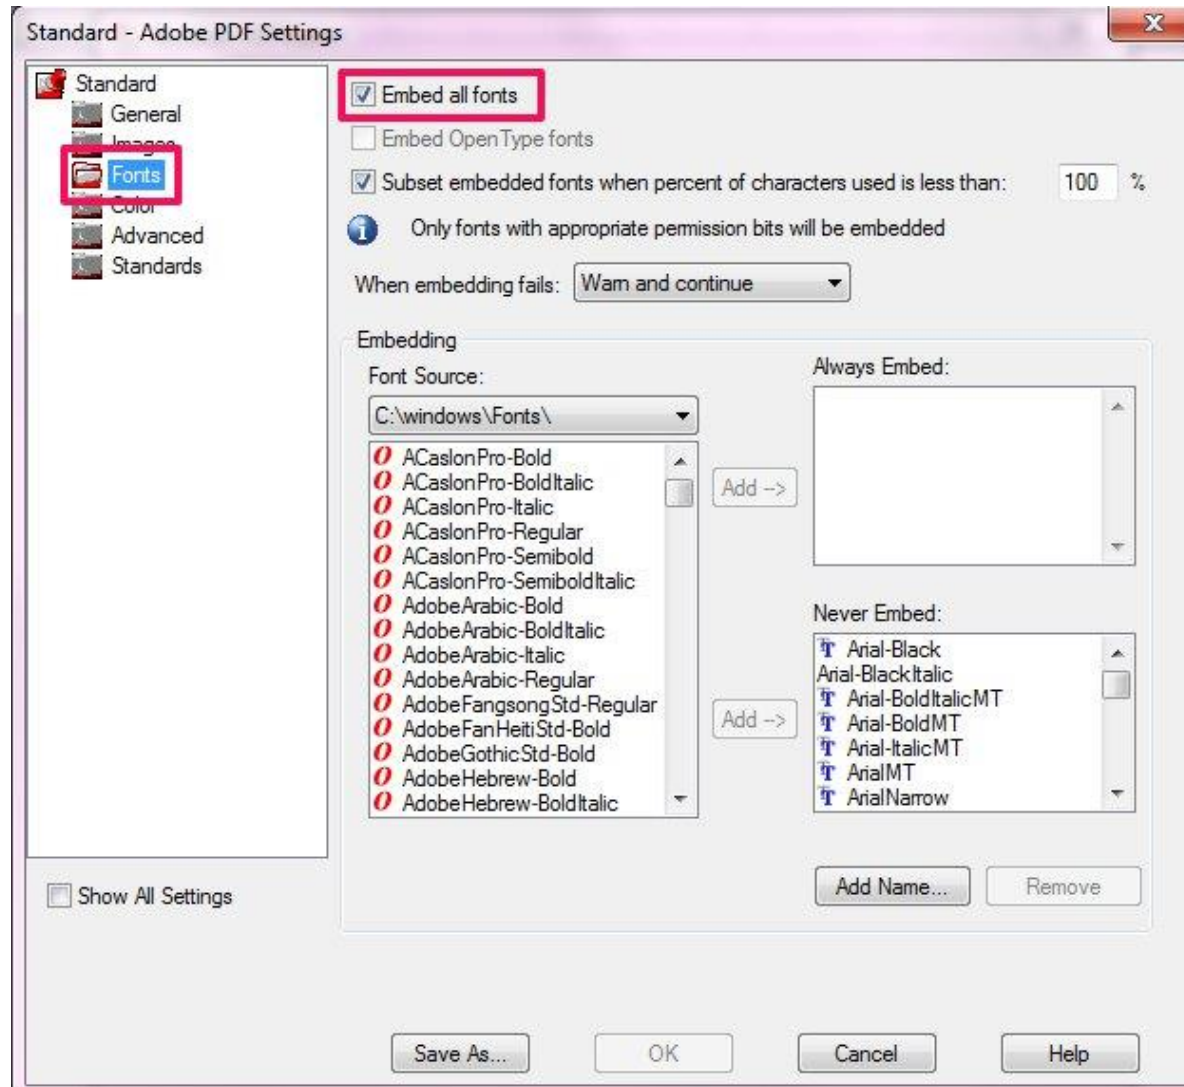 Standard - Adobe PDF Settings
Standard
General
Images
Fonts
Color
Advanced
Standards
Show All Settings
Embed all fonts
Embed OpenType fonts
Subset embedded fonts when percent of characters used is less than: 100 %
Only fonts with appropriate permission bits will be embedded
When embedding fails: Warn and continue
Embedding
Font Source:
C:\windows\Fonts\
ACaslonPro-Bold
ACaslonPro-BoldItalic
ACaslonPro-Italic
ACaslonPro-Regular
ACaslonPro-Semibold
ACaslonPro-SemiboldItalic
AdobeArabic-Bold
AdobeArabic-BoldItalic
AdobeArabic-Italic
AdobeArabic-Regular
AdobeFangsongStd-Regular
AdobeFanHeitiStd-Bold
AdobeGothicStd-Bold
AdobeHebrew-Bold
AdobeHebrew-BoldItalic
Add -->
Add -->
Always Embed:
Never Embed:
Arial-Black
Arial-BlackItalic
Arial-BoldItalicMT
Arial-BoldMT
Arial-ItalicMT
ArialMT
ArialNarrow
Add Name...
Remove
Save As...
OK
Cancel
Help